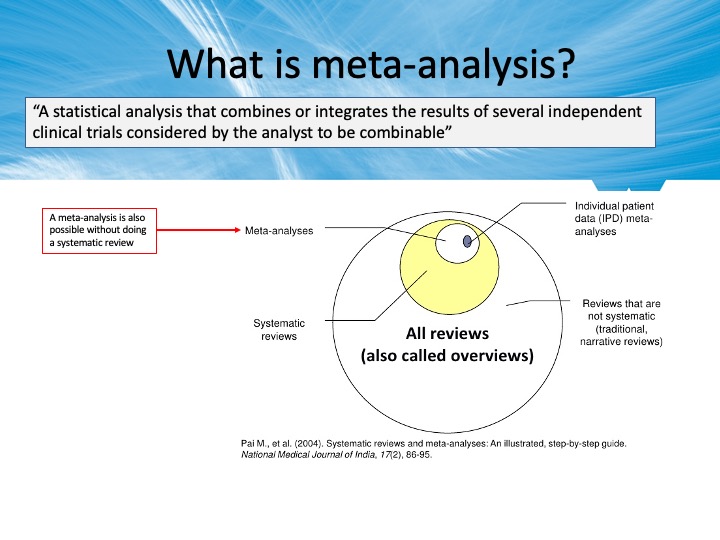 What is meta-analysis?
“A statistical analysis that combines or integrates the results of several independent
clinical trials considered by the analyst to be combinable”
A meta-analysis is also
possible without doing
a systematic review
Meta-analyses
Individual patient
data (IPD) meta-
analyses
Systematic
reviews
All reviews
(also called overviews)
Reviews that are
not systematic
(traditional,
narrative reviews)
Pai M., et al. (2004). Systematic reviews and meta-analyses: An illustrated, step-by-step guide.
National Medical Journal of India, 17(2), 86-95.